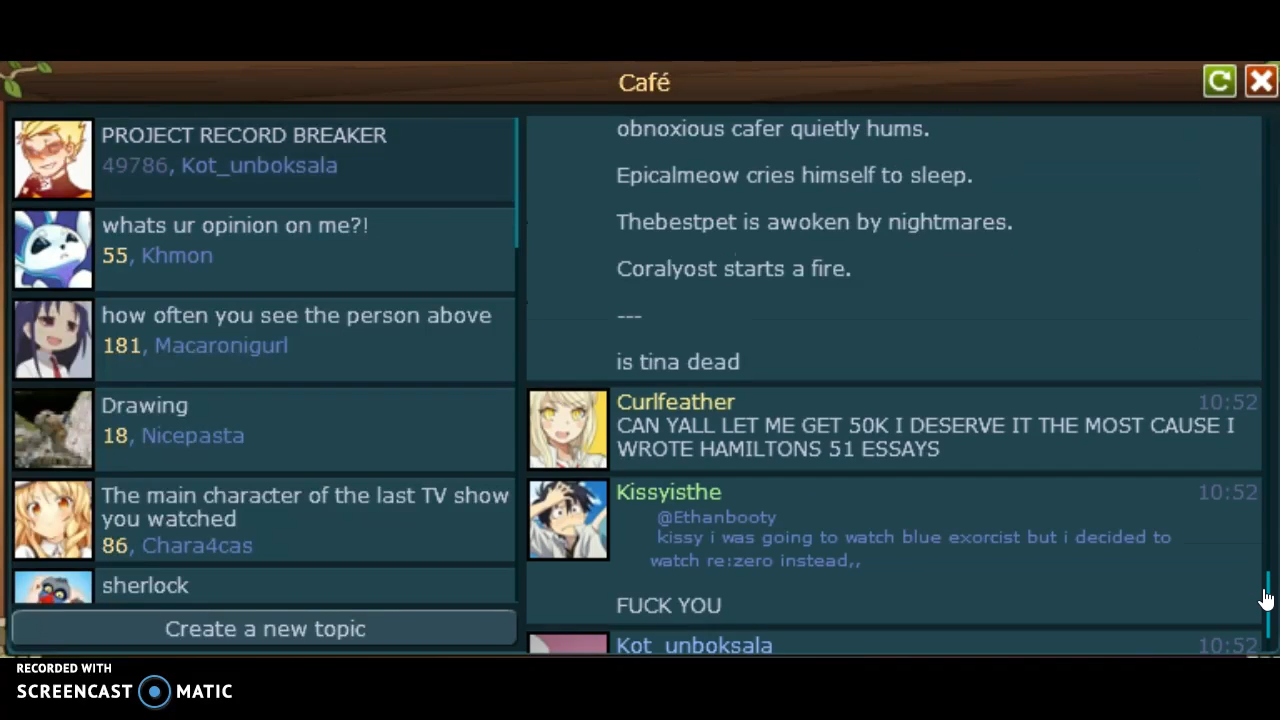 Café
PROJECT RECORD BREAKER
49786, Kot_unboksala
whats ur opinion on me?!
55, Khmon
how often you see the person above
181, Macaronigurl
Drawing
18, Nicepasta
The main character of the last TV show
you watched
86, Chara4cas
sherlock
Create a new topic
obnoxious cafer quietly hums.
Epicalmeow cries himself to sleep.
Thebestpet is awoken by nightmares.
Coralyost starts a fire.
---
is tina dead
Curlfeather 10:52
CAN YALL LET ME GET 50K I DESERVE IT THE MOST CAUSE I
WROTE HAMILTONS 51 ESSAYS
Kissyisthe 10:52
@Ethanbooty
kissy i was going to watch blue exorcist but i decided to
watch re:zero instead,,
FUCK YOU
Kot_unboksala 10:52
RECORDED WITH
SCREENCAST MATIC